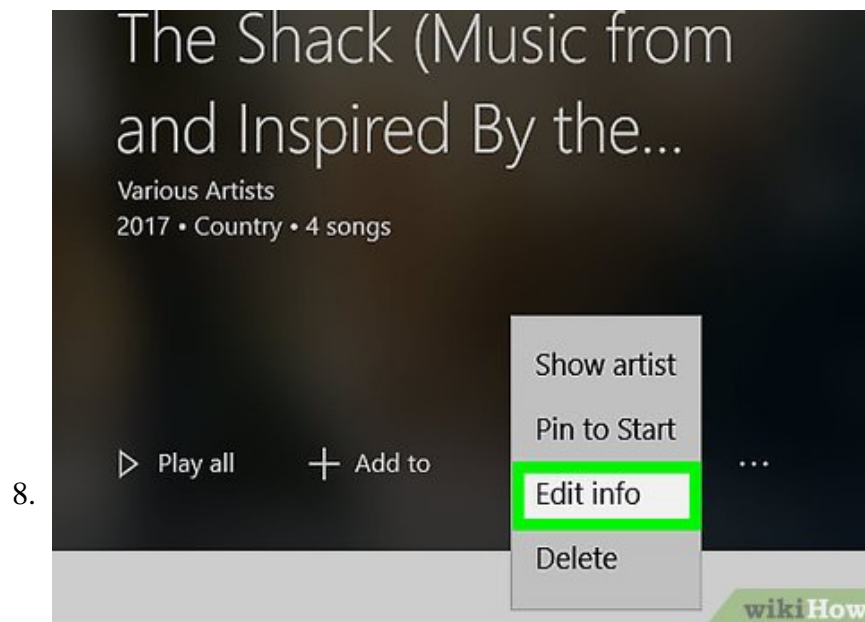 The Shack (Music from
and Inspired By the...
Various Artists
2017 • Country • 4 songs
Show artist
Pin to Start
Play all
Add to
...
8.
Edit info
Delete
wikiHow